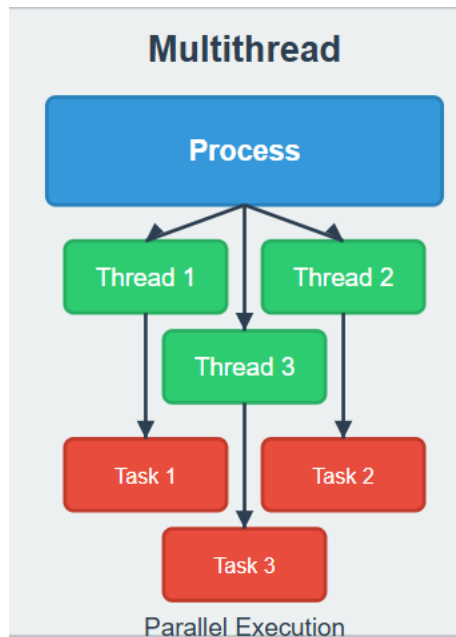 Multithread
Process
Thread 1
Thread 2
Thread 3
Task 1
Task 2
Task 3
Parallel Execution